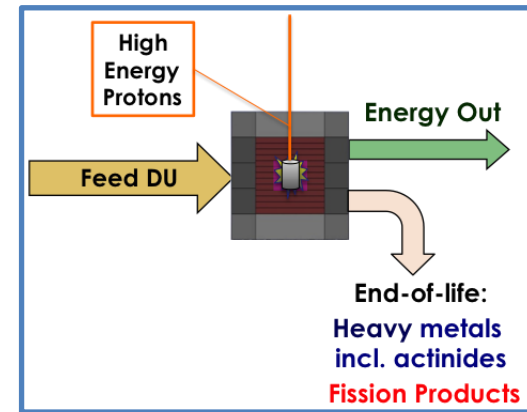 High
Energy
Protons
Energy Out
Feed DU
End-of-life:
Heavy metals
incl. actinides
Fission Products